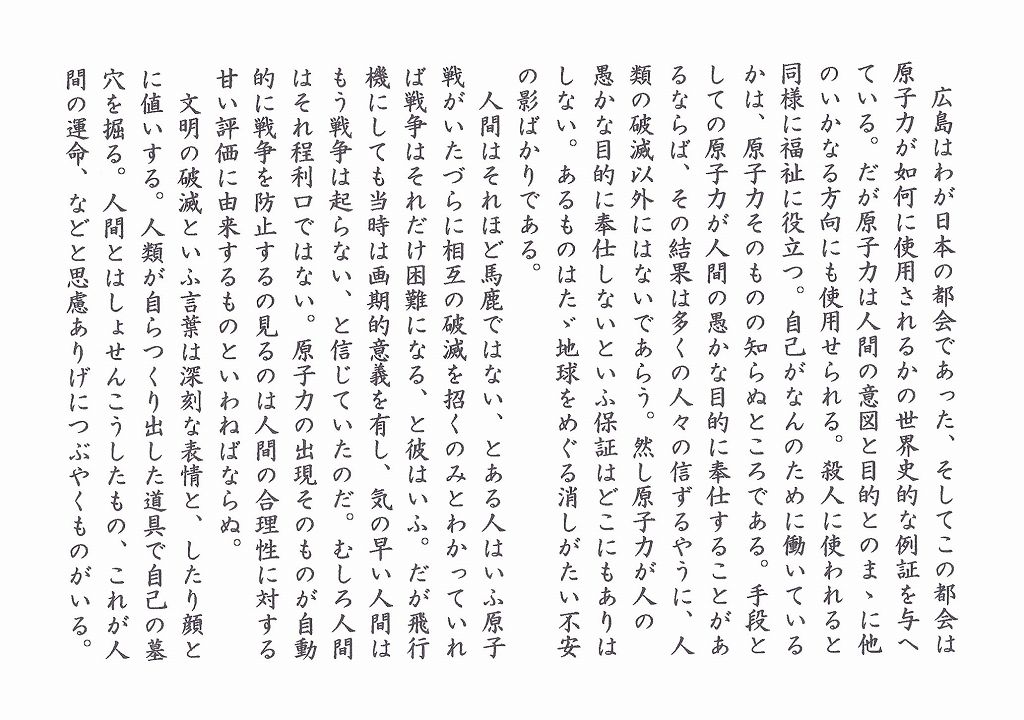 広島はわが日本の都会であった、そしてこの都会は
原子力が如何に使用されるかの世界史的な例証を与へ
ている。だが原子力は人間の意図と目的とのまゝに他
のいかなる方向にも使用せられる。殺人に使われると
同様に福祉に役立つ。自己がなんのために働いている
かは、原子力そのものの知らぬところである。手段と
しての原子力が人間の愚かな目的に奉仕することがあ
るならば、その結果は多くの人々の信ずるやうに、人
類の破滅以外にはないであらう。然し原子力が人の
愚かな目的に奉仕しないといふ保証はどこにもありは
しない。あるものはたゞ地球をめぐる消しがたい不安
の影ばかりである。
人間はそれほど馬鹿ではない、とある人はいふ原子
戦がいたづらに相互の破滅を招くのみとわかっていれ
ば戦争はそれだけ困難になる、と彼はいふ。だが飛行
機にしても当時は画期的意義を有し、気の早い人間は
もう戦争は起らない、と信じていたのだ。むしろ人間
はそれ程利口ではない。原子力の出現そのものが自動
的に戦争を防止するの見るのは人間の合理性に対する
甘い評価に由来するものといわねばならぬ。
文明の破滅といふ言葉は深刻な表情と、したり顔と
に値いする。人類が自らつくり出した道具で自己の墓
穴を掘る。人間とはしょせんこうしたもの、これが人
間の運命、などと思慮ありげにつぶやくものがいる。